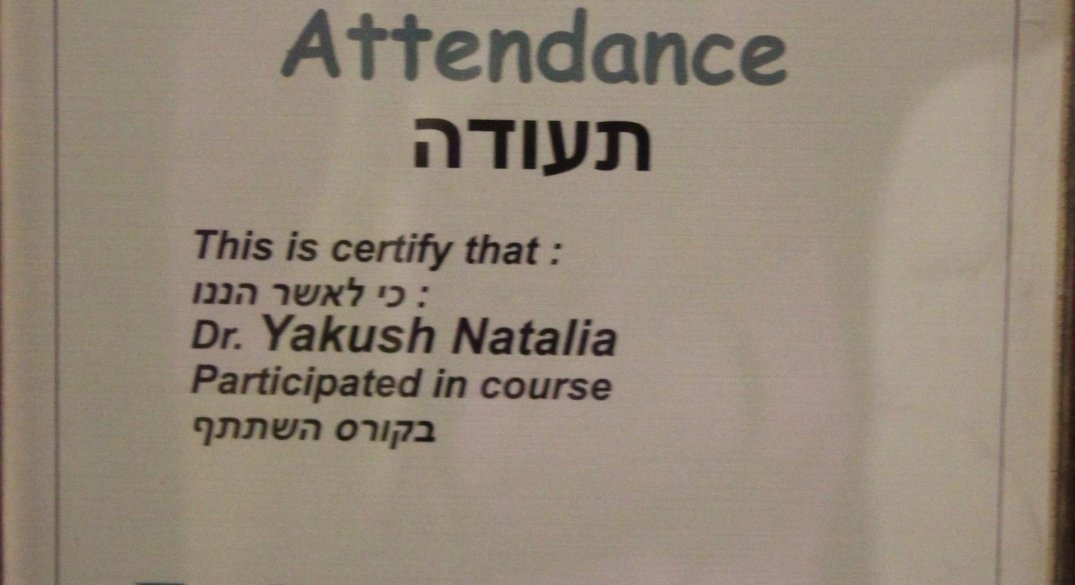 Attendance
תעודה
This is certify that :
: כי לאשר הננו
Dr. Yakush Natalia
Participated in course
בקורס השתתף